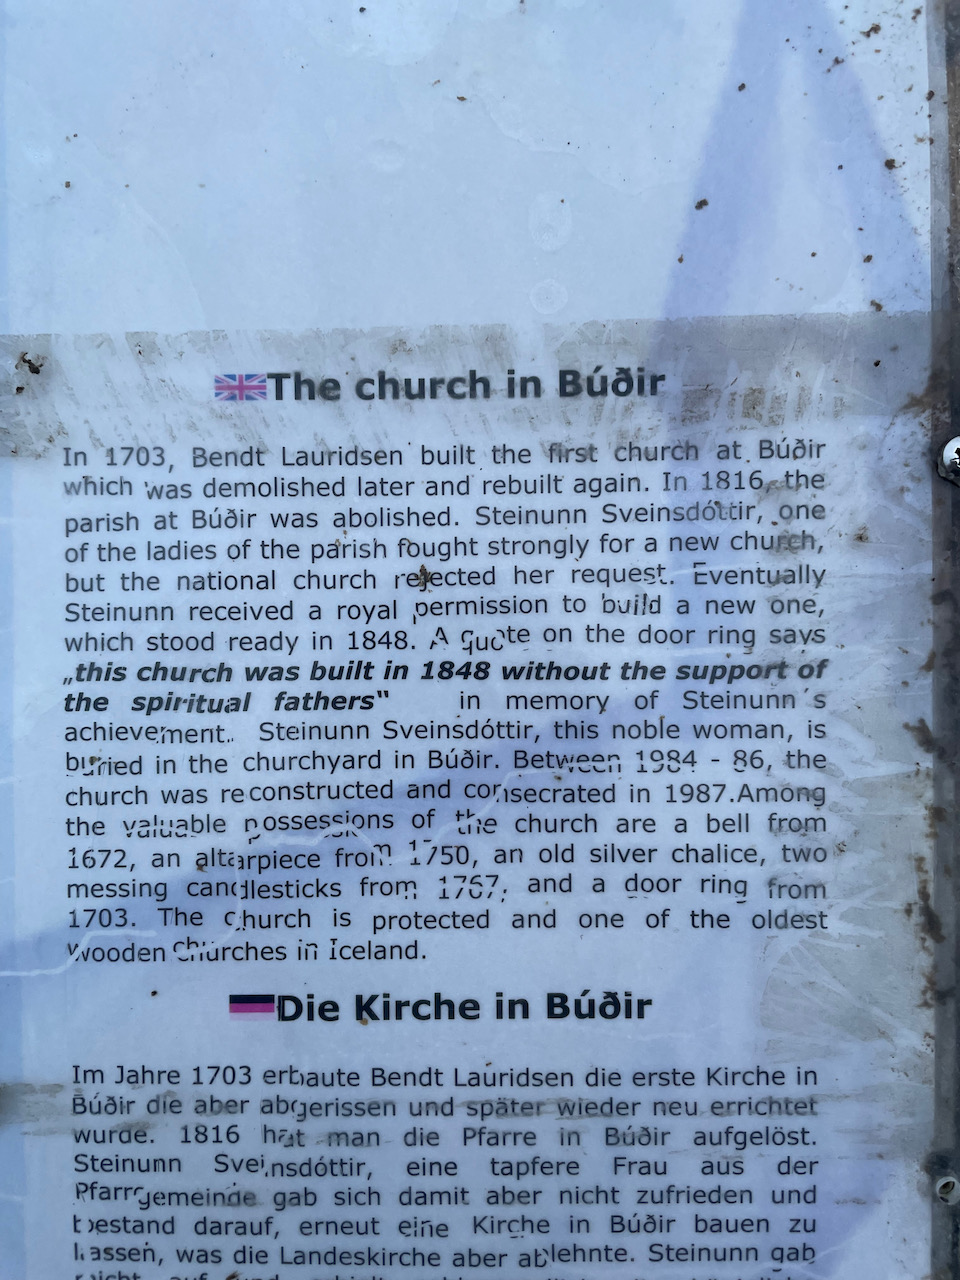 The church in Búðir
In 1703, Bendt Lauridsen built the first church at Búðir
which was demolished later and rebuilt again. In 1816 the
parish at Búðir was abolished. Steinunn Sveinsdóttir, one
of the ladies of the parish fought strongly for a new church,
but the national church rejected her request. Eventually
Steinunn received a royal permission to build a new one,
which stood ready in 1848. A quote on the door ring says
„this church was built in 1848 without the support of
the spiritual fathers“ in memory of Steinunn´s
achievement. Steinunn Sveinsdóttir, this noble woman, is
buried in the churchyard in Búðir. Between 1984 - 86, the
church was reconstructed and consecrated in 1987.Among
the valuable possessions of the church are a bell from
1672, an altarpiece from 1750, an old silver chalice, two
messing candlesticks from 1767, and a door ring from
1703. The church is protected and one of the oldest
wooden churches in Iceland.
Die Kirche in Búðir
Im Jahre 1703 erbaute Bendt Lauridsen die erste Kirche in
Búðir die aber abgerissen und später wieder neu errichtet
wurde. 1816 hat man die Pfarre in Búðir aufgelöst.
Steinunn Sveinsdóttir, eine tapfere Frau aus der
Pfarrgemeinde gab sich damit aber nicht zufrieden und
bestand darauf, erneut eine Kirche in Búðir bauen zu
lassen, was die Landeskirche aber ablehnte. Steinunn gab
nicht auf und